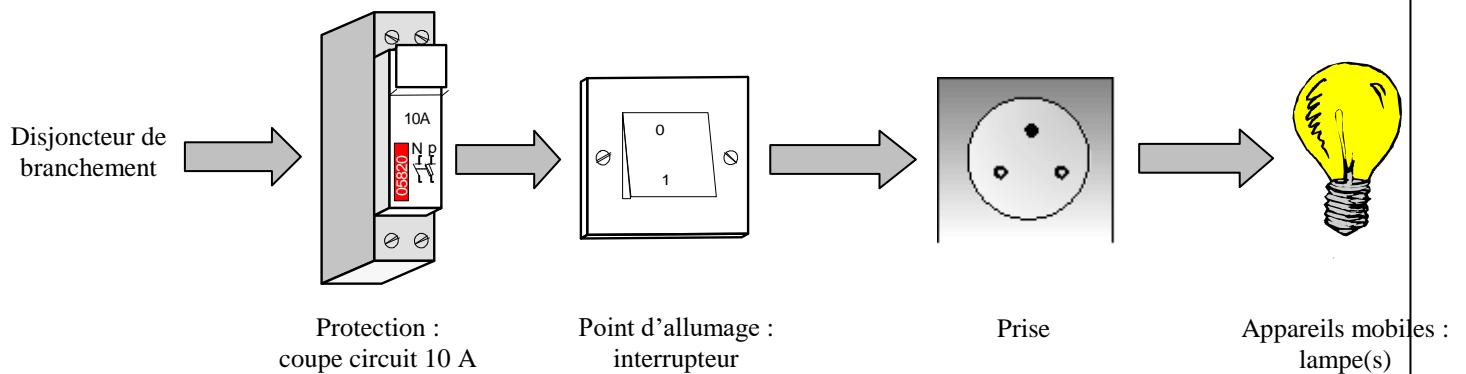 Disjoncteur de
branchement
10A
N p
05820
0
1
Protection :
coupe circuit 10 A
Point d’allumage :
interrupteur
Prise
Appareils mobiles :
lampe(s)